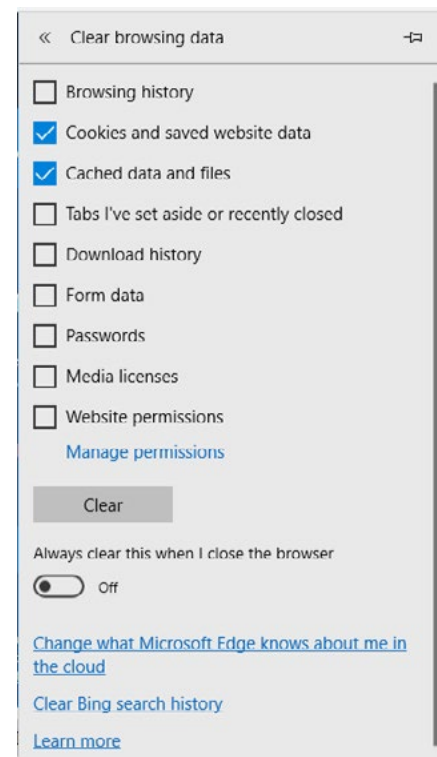 « Clear browsing data
Browsing history
Cookies and saved website data
Cached data and files
Tabs I've set aside or recently closed
Download history
Form data
Passwords
Media licenses
Website permissions
Manage permissions
Clear
Always clear this when I close the browser
Off
Change what Microsoft Edge knows about me in
the cloud
Clear Bing search history
Learn more